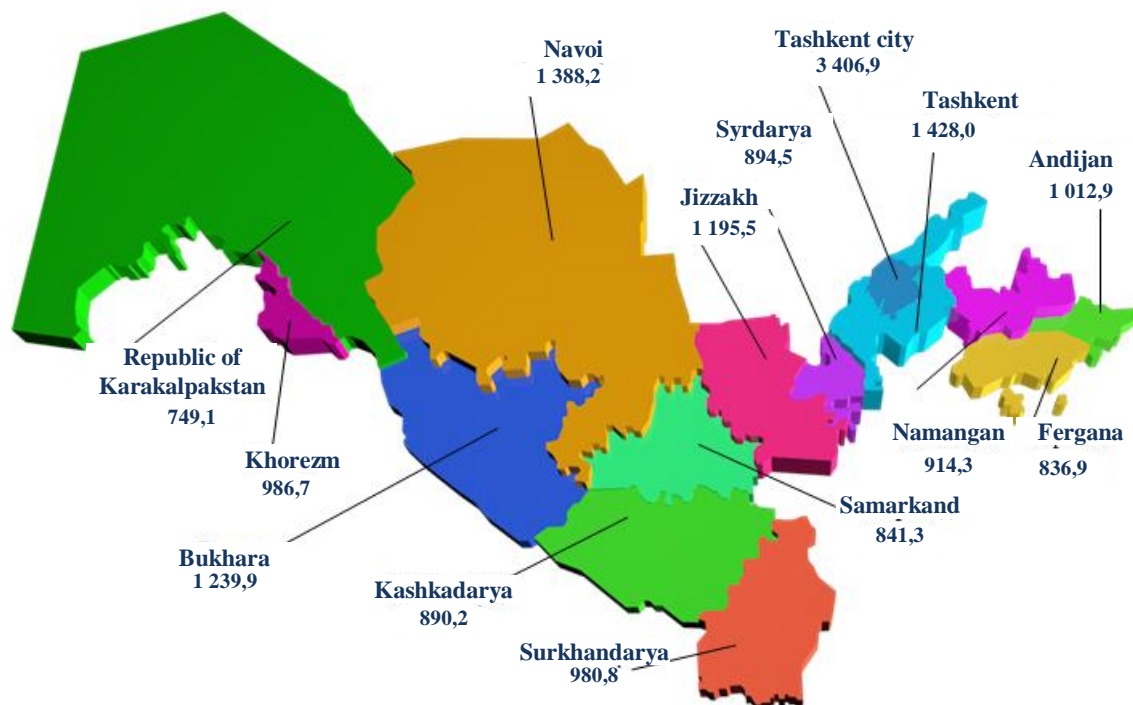 Navoi
1 388,2
Tashkent city
3 406,9
Tashkent
1 428,0
Syrdarya
894,5
Andijan
1 012,9
Jizzakh
1 195,5
Republic of
Karakalpakstan
749,1
Khorezm
986,7
Namangan
914,3
Fergana
836,9
Samarkand
841,3
Bukhara
1 239,9
Kashkadarya
890,2
Surkhandarya
980,8